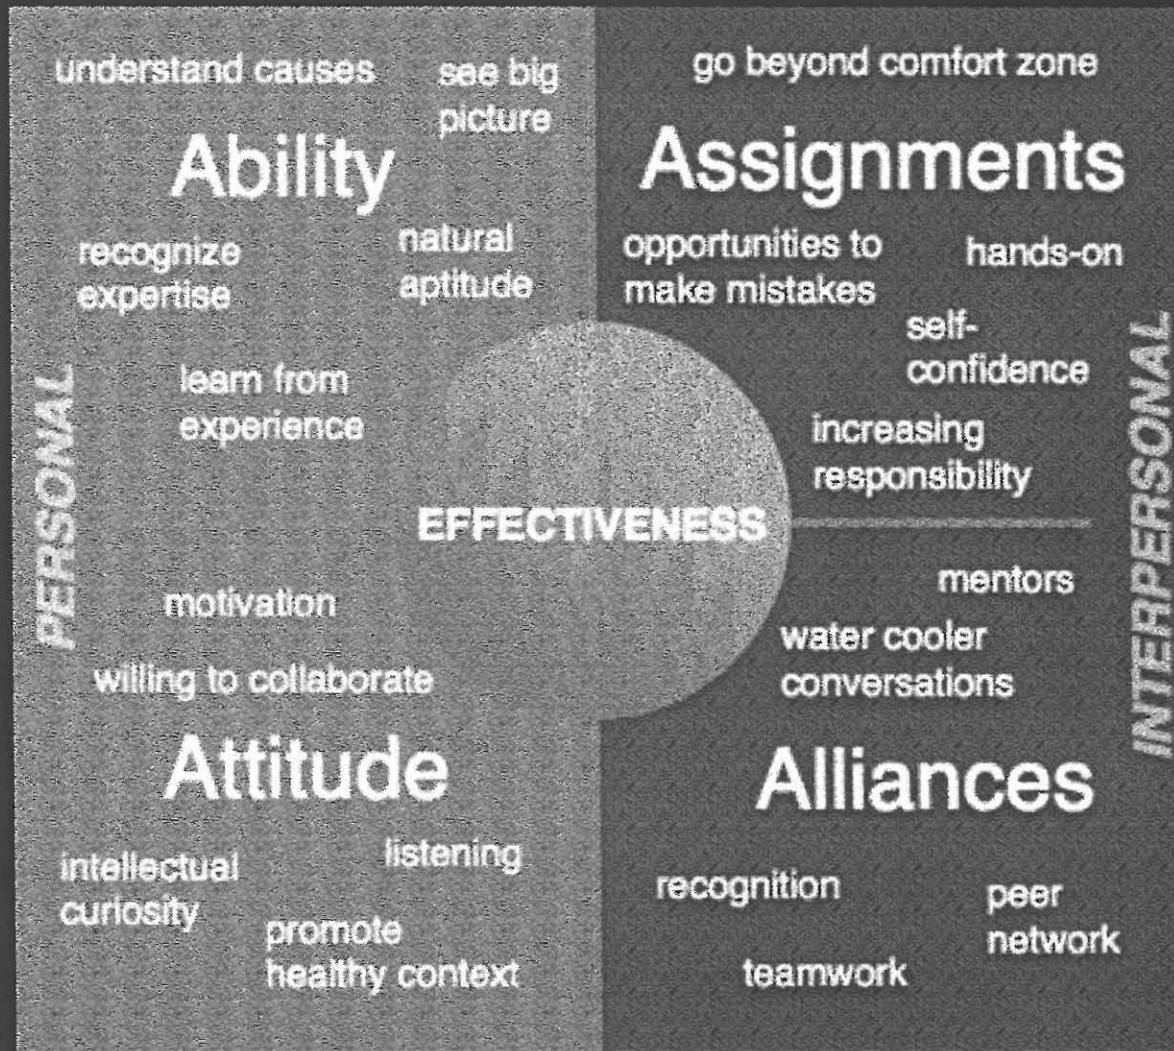 understand causes
see big
picture
Ability
recognize
expertise
natural
aptitude
learn from
experience
PERSONAL
motivation
willing to collaborate
Attitude
intellectual
curiosity
listening
promote
healthy context
EFFECTIVENESS
go beyond comfort zone
Assignments
opportunities to
make mistakes
hands-on
self-
confidence
increasing
responsibility
INTERPERSONAL
mentors
water cooler
conversations
Alliances
recognition
peer
network
teamwork